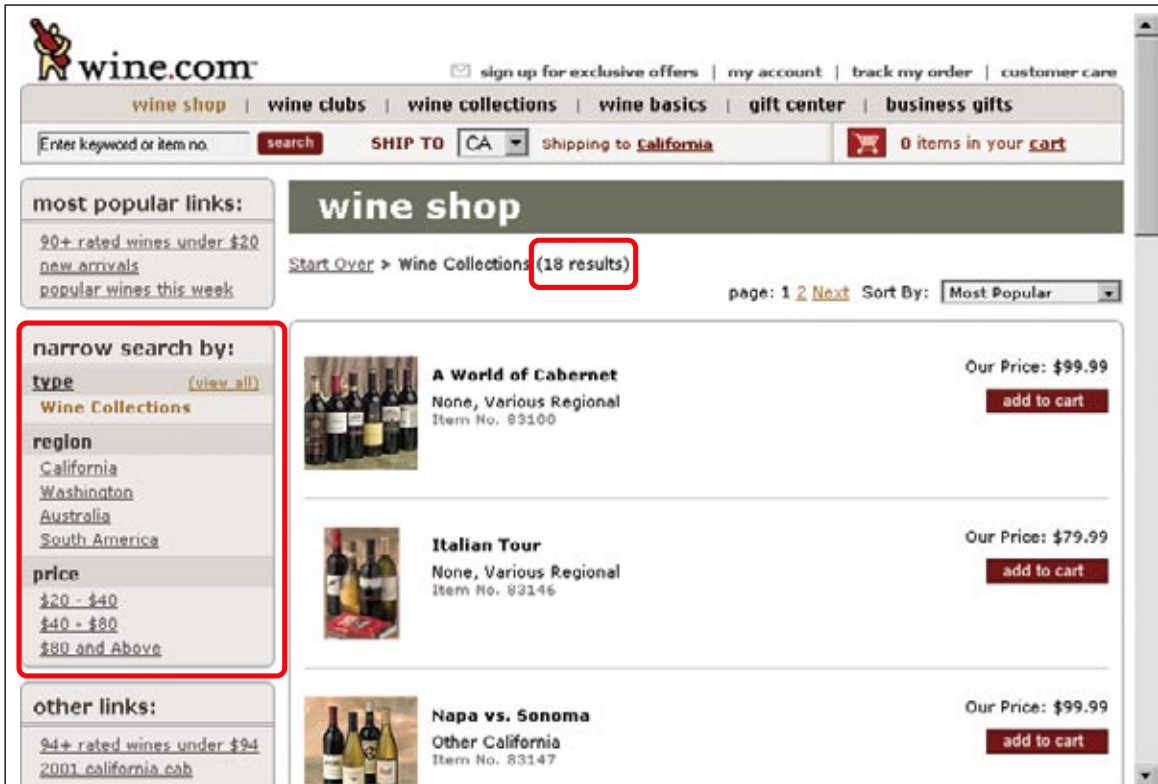 wine.com
sign up for exclusive offers | my account | track my order | customer care
wine shop | wine clubs | wine collections | wine basics | gift center | business gifts
Enter keyword or item no. search SHIP TO CA Shipping to California 0 items in your cart
most popular links:
90+ rated wines under $20
new arrivals
popular wines this week
narrow search by:
type (view all)
Wine Collections
region
California
Washington
Australia
South America
price
$20 - $40
$40 - $80
$80 and Above
other links:
94+ rated wines under $94
2001 california cab
wine shop
Start Over > Wine Collections (18 results)
page: 1 2 Next Sort By: Most Popular
A World of Cabernet
None, Various Regional
Item No. 83100
Our Price: $99.99
add to cart
Italian Tour
None, Various Regional
Item No. 83146
Our Price: $79.99
add to cart
Napa vs. Sonoma
Other California
Item No. 83147
Our Price: $99.99
add to cart